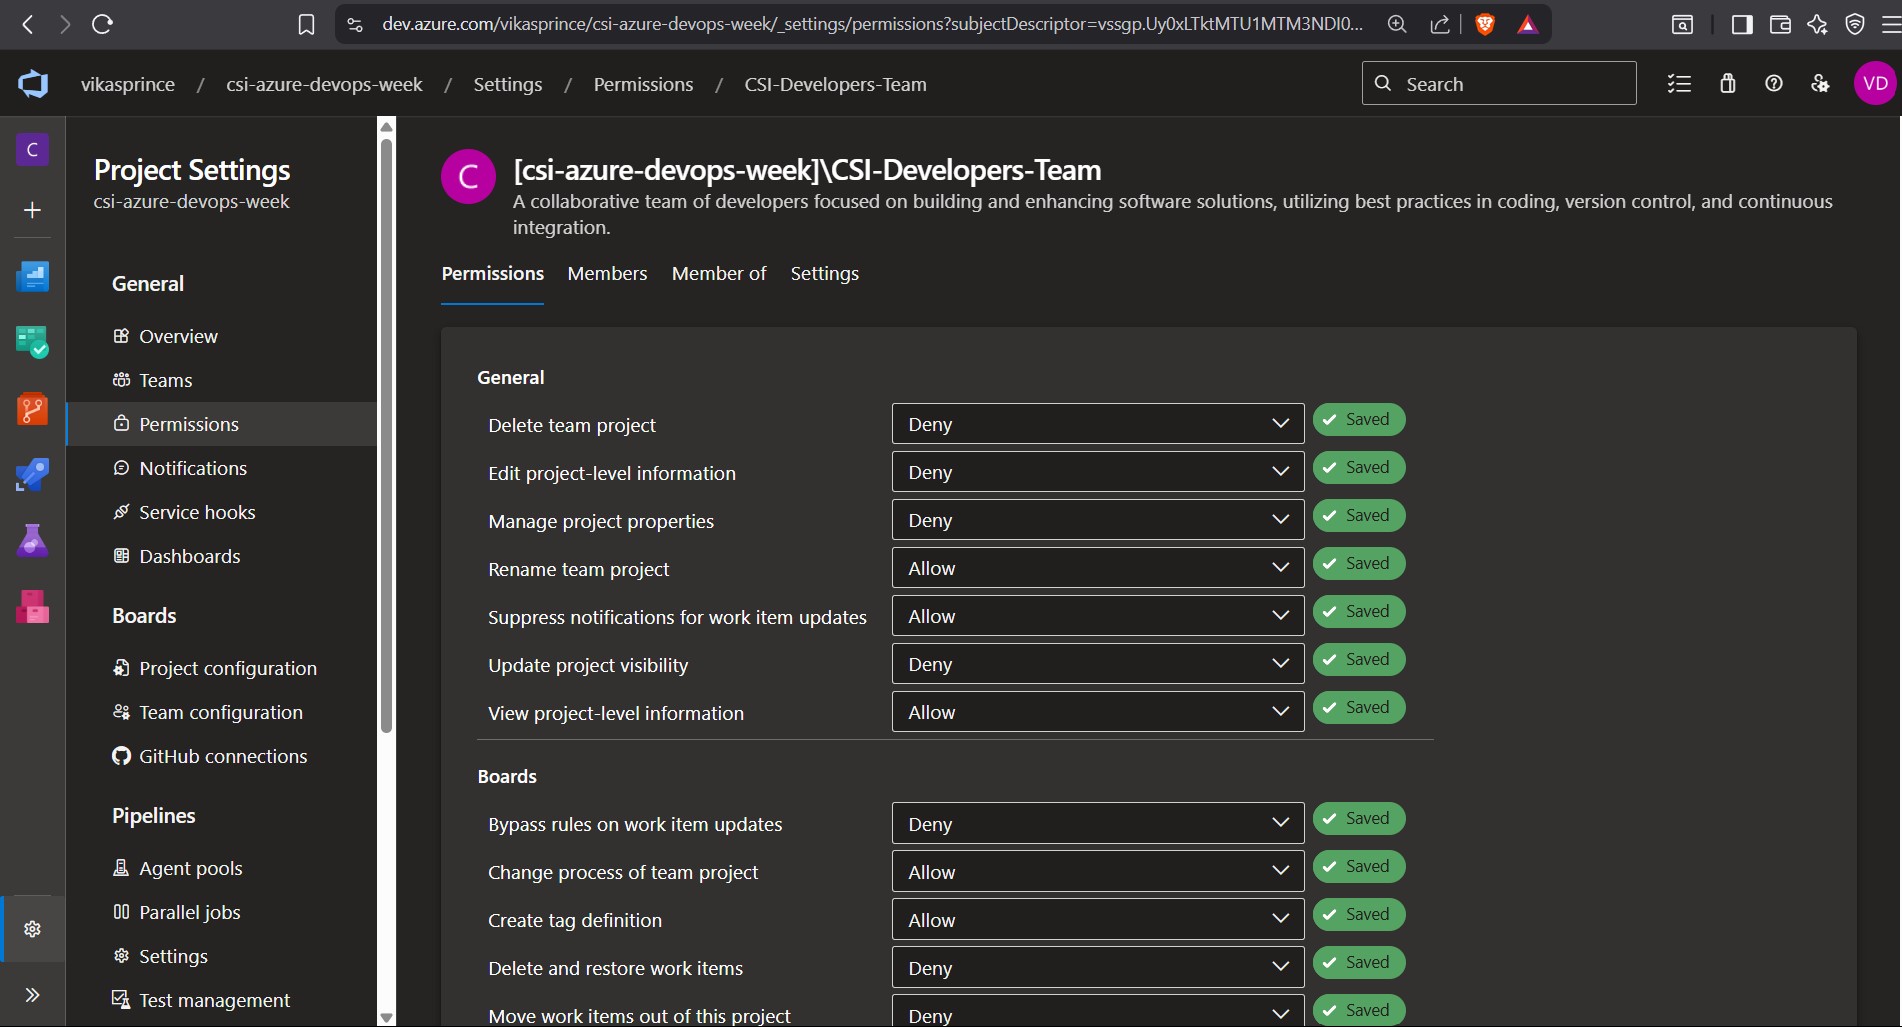 dev.azure.com/vikasprince/csi-azure-devops-week/_settings/permissions?subjectDescriptor=vssgp.Uy0xLTktMTU1MTM3NDI0...
vikasprince / csi-azure-devops-week / Settings / Permissions / CSI-Developers-Team
Search
VD
C
Project Settings
csi-azure-devops-week
General
Overview
Teams
Permissions
Notifications
Service hooks
Dashboards
Boards
Project configuration
Team configuration
GitHub connections
Pipelines
Agent pools
Parallel jobs
Settings
Test management
C
[csi-azure-devops-week]\CSI-Developers-Team
A collaborative team of developers focused on building and enhancing software solutions, utilizing best practices in coding, version control, and continuous
integration.
Permissions Members Member of Settings
General
Delete team project Deny Saved
Edit project-level information Deny Saved
Manage project properties Deny Saved
Rename team project Allow Saved
Suppress notifications for work item updates Allow Saved
Update project visibility Deny Saved
View project-level information Allow Saved
Boards
Bypass rules on work item updates Deny Saved
Change process of team project Allow Saved
Create tag definition Allow Saved
Delete and restore work items Deny Saved
Move work items out of this project Deny Saved